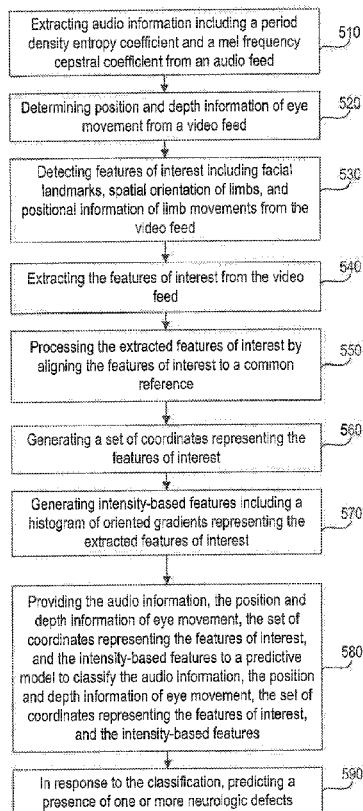 Extracting audio information including a period
density entropy coefficient and a mel frequency
cepstral coefficient from an audio feed
510
Determining position and depth information of eye
movement from a video feed
520
Detecting features of interest including facial
landmarks, spatial orientation of limbs, and
positional information of limb movements from the
video feed
530
Extracting the features of interest from the video
feed
540
Processing the extracted features of interest by
aligning the features of interest to a common
reference
550
Generating a set of coordinates representing the
features of interest
560
Generating intensity-based features including a
histogram of oriented gradients representing the
extracted features of interest
570
Providing the audio information, the position and
depth information of eye movement, the set of
coordinates representing the features of interest,
and the intensity-based features to a predictive
model to classify the audio information, the position
and depth information of eye movement, the set of
coordinates representing the features of interest,
and the intensity-based features
580
In response to the classification, predicting a
presence of one or more neurologic defects
590